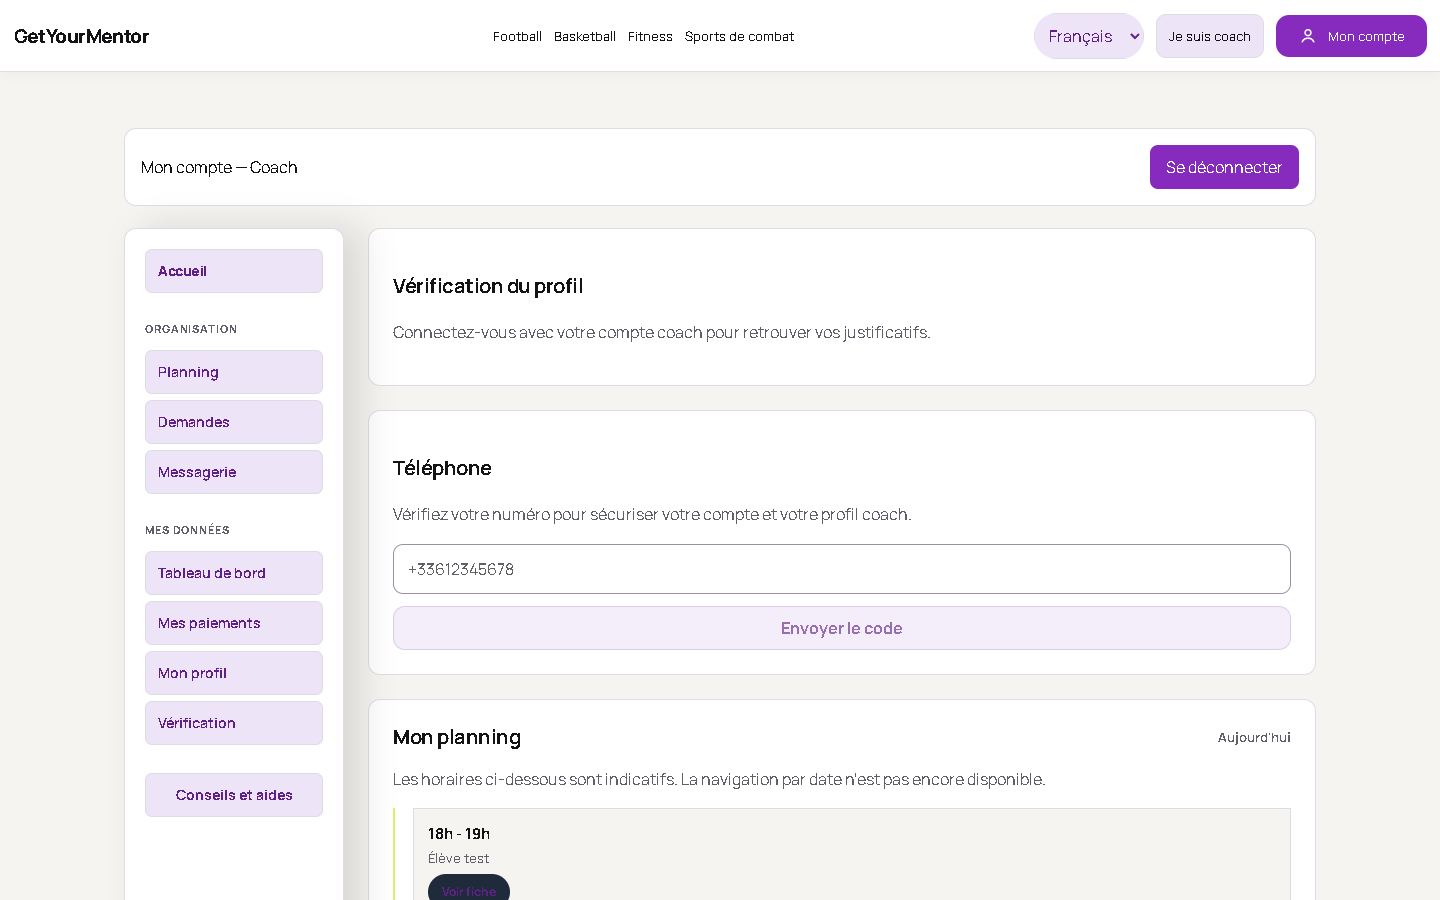 GetYourMentor
Football Basketball Fitness Sports de combat
Français
Je suis coach
Mon compte
Mon compte — Coach
Se déconnecter
Accueil
ORGANISATION
Planning
Demandes
Messagerie
MES DONNÉES
Tableau de bord
Mes paiements
Mon profil
Vérification
Conseils et aides
Vérification du profil
Connectez-vous avec votre compte coach pour retrouver vos justificatifs.
Téléphone
Vérifiez votre numéro pour sécuriser votre compte et votre profil coach.
+33612345678
Envoyer le code
Mon planning
Aujourd'hui
Les horaires ci-dessous sont indicatifs. La navigation par date n'est pas encore disponible.
18h - 19h
Élève test
Voir fiche